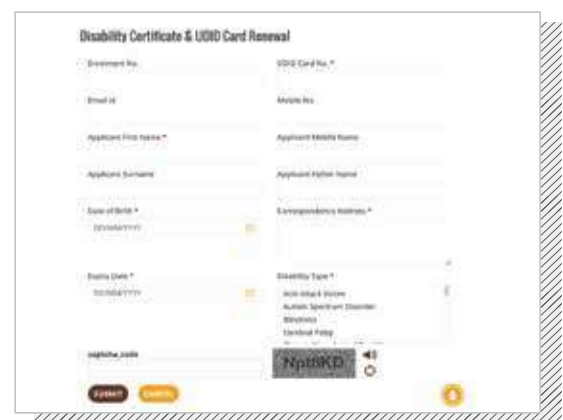 Disability Certificate & UDID Card Renewal
Enrolment No.
UDID Card No. *
Email id
Mobile No.
Applicant First Name *
Applicant Middle Name
Applicant Surname
Applicant Father Name
Date of Birth *
Correspondence Address *
DD/MM/YYYY
Expiry Date *
Disability Type *
DD/MM/YYYY
Acid Attack Victim
Autism Spectrum Disorder
Blindness
Cerebral Palsy
captcha_code
SUBMIT
CANCEL